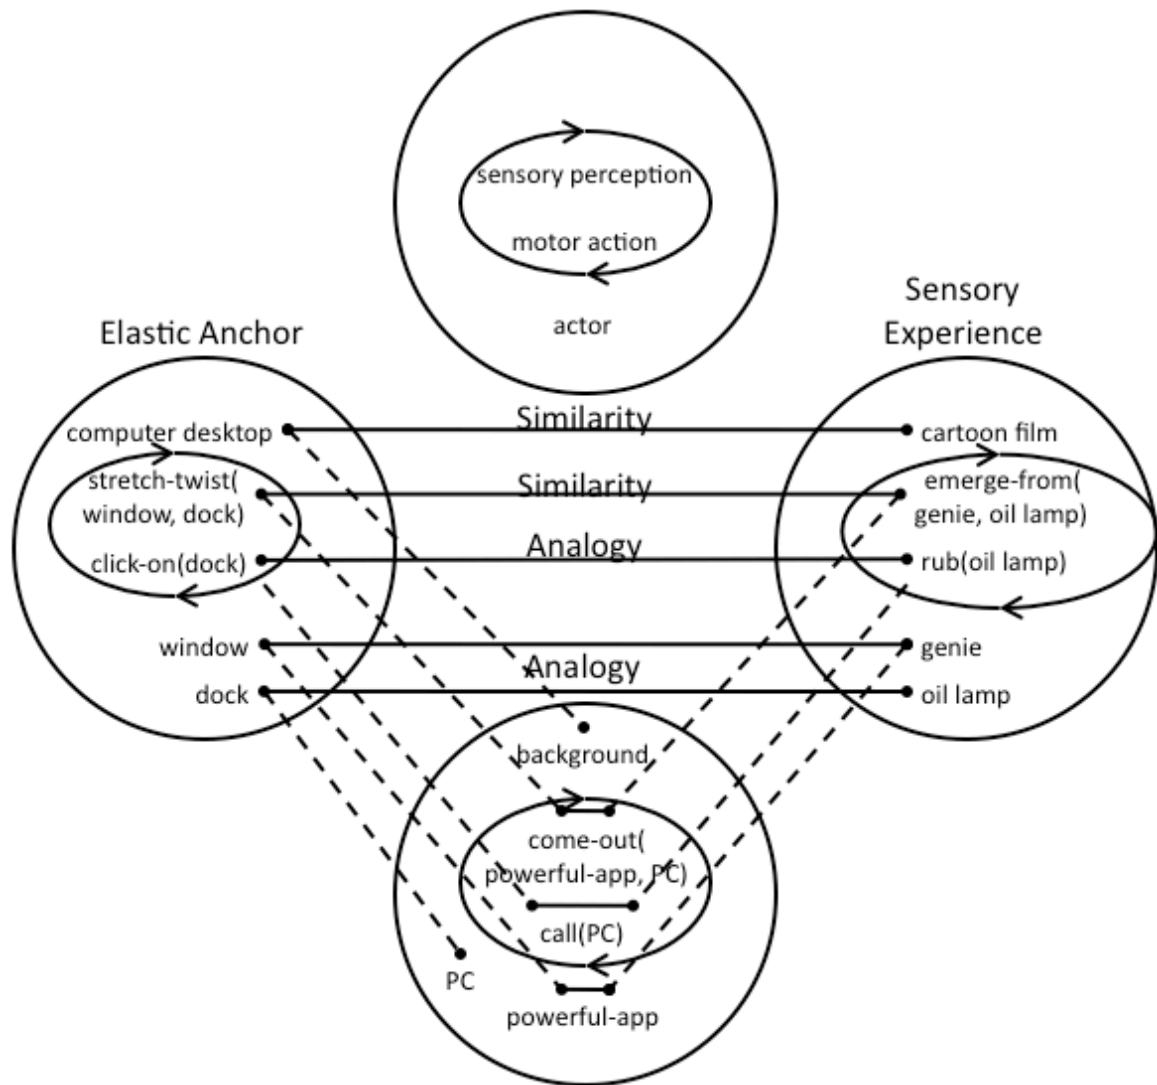 sensory perception
motor action
actor
Elastic Anchor
Sensory
Experience
computer desktop
Similarity
cartoon film
stretch-twist(
window, dock)
Similarity
emerge-from(
genie, oil lamp)
click-on(dock)
Analogy
rub(oil lamp)
window
genie
Analogy
dock
oil lamp
background
come-out(
powerful-app, PC)
call(PC)
PC
powerful-app